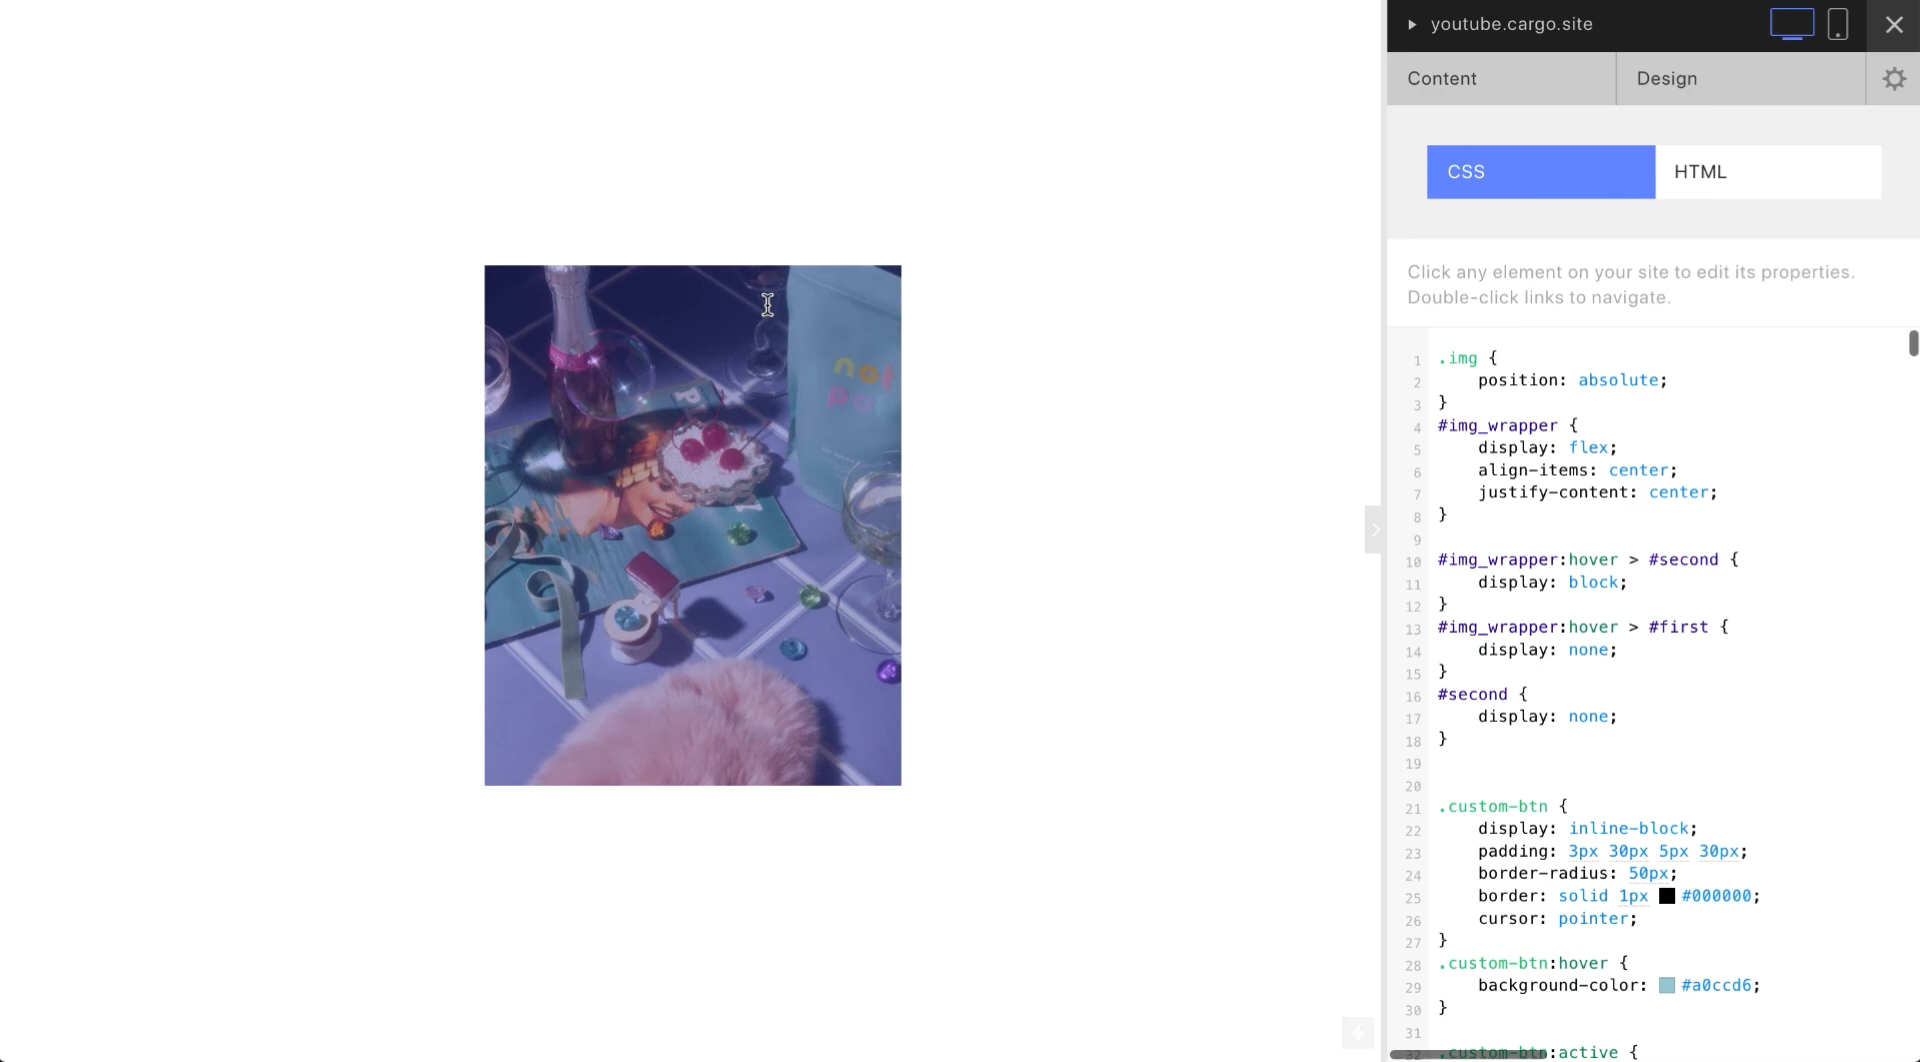 youtube.cargo.site
Content
Design
CSS
HTML
Click any element on your site to edit its properties.
Double-click links to navigate.
1 .img {
2 position: absolute;
3 }
4 #img_wrapper {
5 display: flex;
6 align-items: center;
7 justify-content: center;
8 }
9
10 #img_wrapper:hover > #second {
11 display: block;
12 }
13 #img_wrapper:hover > #first {
14 display: none;
15 }
16 #second {
17 display: none;
18 }
19
20
21 .custom-btn {
22 display: inline-block;
23 padding: 3px 30px 5px 30px;
24 border-radius: 50px;
25 border: solid 1px #000000;
26 cursor: pointer;
27 }
28 .custom-btn:hover {
29 background-color: #a0ccd6;
30 }
31
32 .custom-btn:active {
not
P